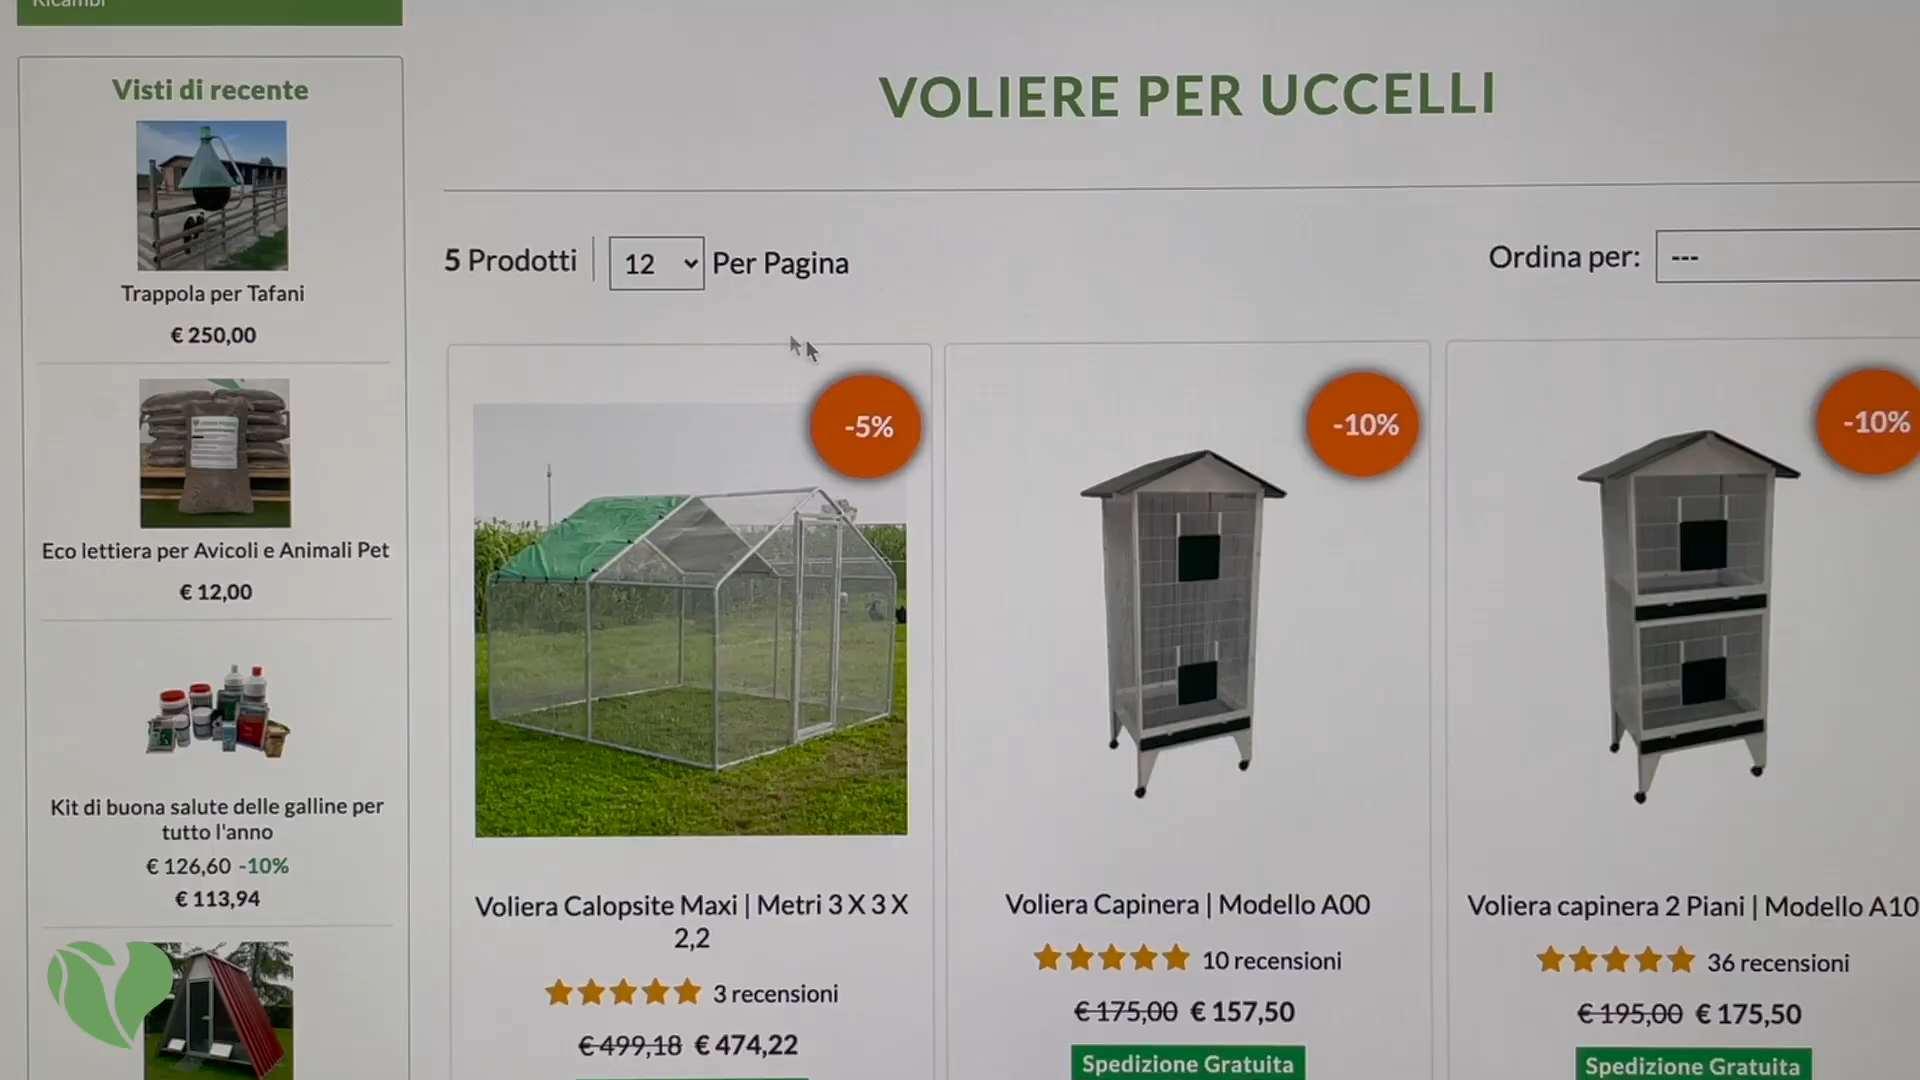 Ricambi
Visti di recente
Trappola per Tafani
€ 250,00
Eco lettiera per Avicoli e Animali Pet
€ 12,00
Kit di buona salute delle galline per
tutto l'anno
€ 126,60 -10%
€ 113,94
VOLIERE PER UCCELLI
5 Prodotti
12
Per Pagina
Ordina per:
---
-5%
Voliera Calopsite Maxi | Metri 3 X 3 X
2,2
3 recensioni
€ 499,18 € 474,22
-10%
Voliera Capinera | Modello A00
10 recensioni
€ 175,00 € 157,50
Spedizione Gratuita
-10%
Voliera capinera 2 Piani | Modello A10
36 recensioni
€ 195,00 € 175,50
Spedizione Gratuita